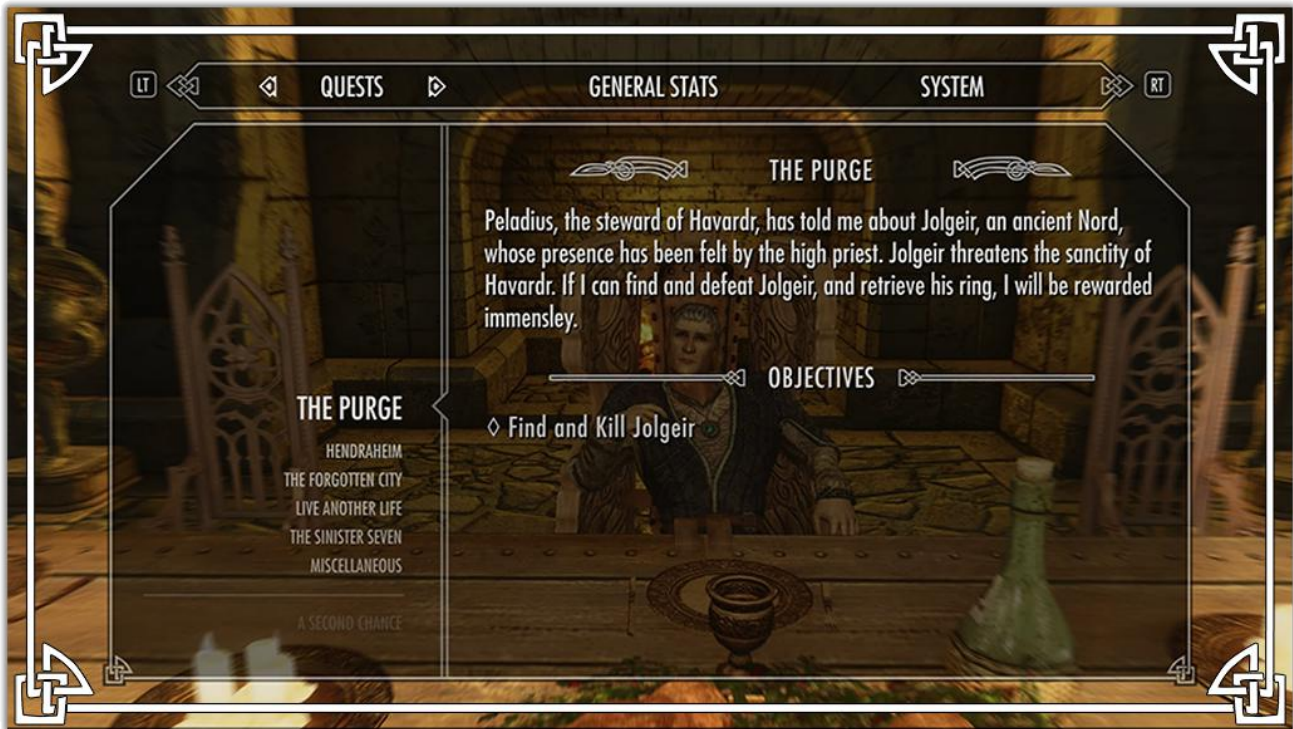 LT QUESTS GENERAL STATS SYSTEM RT
THE PURGE
Peladius, the steward of Havardr, has told me about Jolgeir, an ancient Nord,
whose presence has been felt by the high priest. Jolgeir threatens the sanctity of
Havardr. If I can find and defeat Jolgeir, and retrieve his ring, I will be rewarded
immensley.
OBJECTIVES
◊ Find and Kill Jolgeir
THE PURGE
HENDRAHEIM
THE FORGOTTEN CITY
LIVE ANOTHER LIFE
THE SINISTER SEVEN
MISCELLANEOUS
A SECOND CHANCE